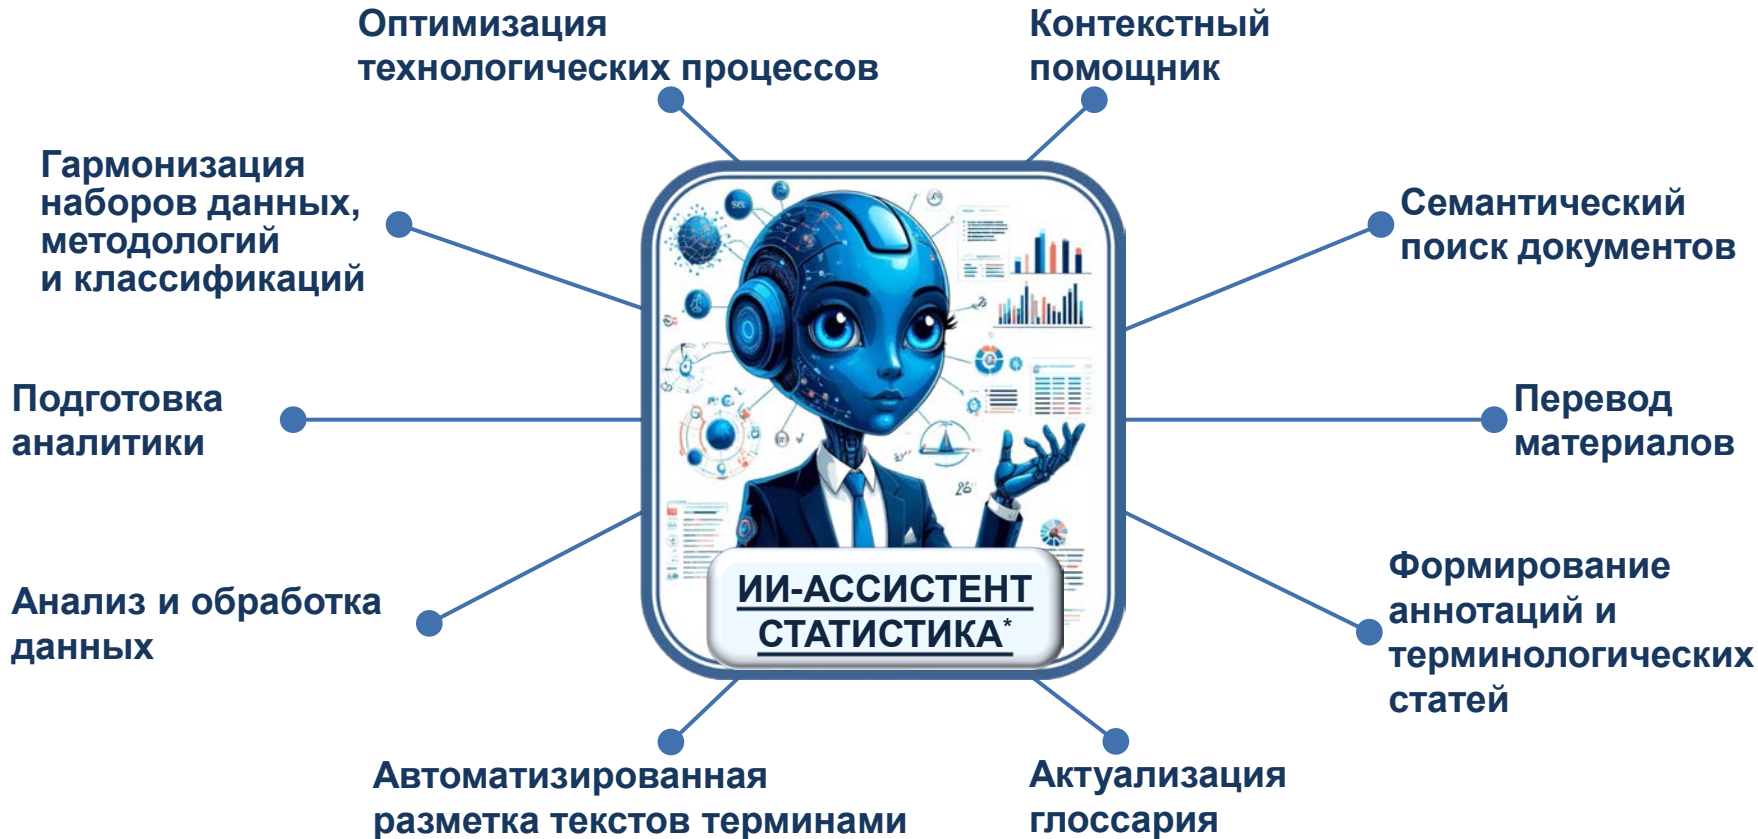 Оптимизация
технологических процессов
Контекстный
помощник
Гармонизация
наборов данных,
методологий
и классификаций
Семантический
поиск документов
Подготовка
аналитики
Перевод
материалов
Анализ и обработка
данных
Формирование
аннотаций и
терминологических
статей
ИИ-АССИСТЕНТ
СТАТИСТИКА*
Автоматизированная
разметка текстов терминами
Актуализация
глоссария